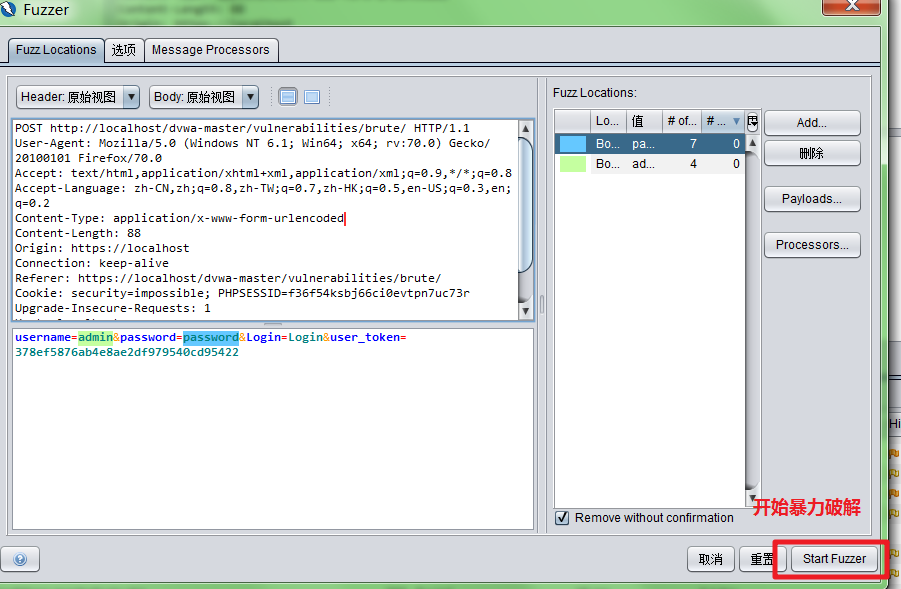 Fuzzer
Fuzz Locations 选项 Message Processors
Header: 原始视图 Body: 原始视图
POST http://localhost/dvwa-master/vulnerabilities/brute/ HTTP/1.1
User-Agent: Mozilla/5.0 (Windows NT 6.1; Win64; x64; rv:70.0) Gecko/
20100101 Firefox/70.0
Accept: text/html,application/xhtml+xml,application/xml;q=0.9,*/*;q=0.8
Accept-Language: zh-CN,zh;q=0.8,zh-TW;q=0.7,zh-HK;q=0.5,en-US;q=0.3,en;
q=0.2
Content-Type: application/x-www-form-urlencoded
Content-Length: 88
Origin: https://localhost
Connection: keep-alive
Referer: https://localhost/dvwa-master/vulnerabilities/brute/
Cookie: security=impossible; PHPSESSID=f36f54ksbj66ci0evtpn7uc73r
Upgrade-Insecure-Requests: 1
username=admin&password=password&Login=Login&user_token=
378ef5876ab4e8ae2df979540cd95422
Fuzz Locations:
Lo... 值 # of... # ...
Bo... pa... 7 0
Bo... ad... 4 0
Add...
删除
Payloads...
Processors...
Remove without confirmation
开始暴力破解
取消 重置 Start Fuzzer
Hi